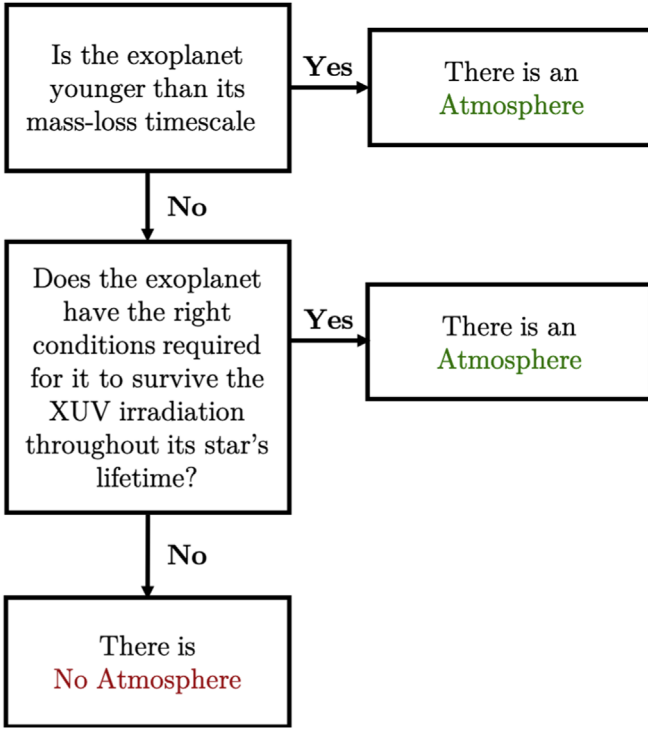 Is the exoplanet
younger than its
mass-loss timescale
Yes
There is an
Atmosphere
No
Does the exoplanet
have the right
conditions required
for it to survive the
XUV irradiation
throughout its star's
lifetime?
Yes
There is an
Atmosphere
No
There is
No Atmosphere